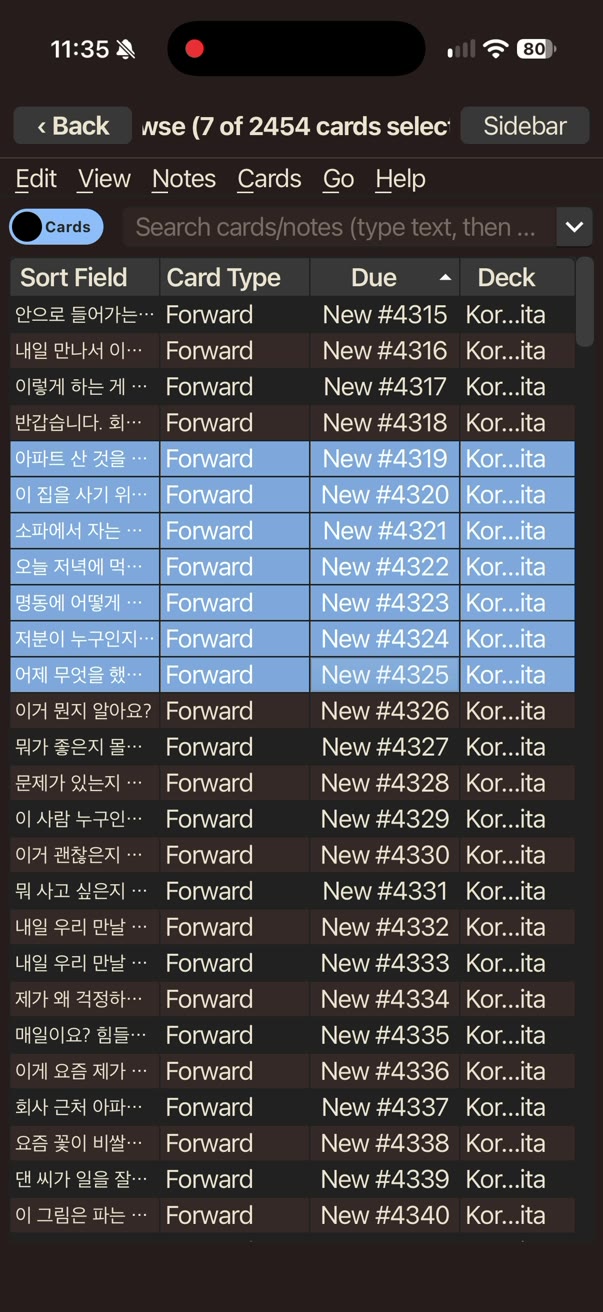 11:35 80
‹ Back wse (7 of 2454 cards select Sidebar
Edit View Notes Cards Go Help
Cards Search cards/notes (type text, then ...
Sort Field Card Type Due Deck
안으로 들어가는… Forward New #4315 Kor...ita
내일 만나서 이… Forward New #4316 Kor...ita
이렇게 하는 게 … Forward New #4317 Kor...ita
반갑습니다. 회… Forward New #4318 Kor...ita
아파트 산 것을 … Forward New #4319 Kor...ita
이 집을 사기 위… Forward New #4320 Kor...ita
소파에서 자는 … Forward New #4321 Kor...ita
오늘 저녁에 먹… Forward New #4322 Kor...ita
명동에 어떻게 … Forward New #4323 Kor...ita
저분이 누구인지… Forward New #4324 Kor...ita
어제 무엇을 했… Forward New #4325 Kor...ita
이거 뭔지 알아요? Forward New #4326 Kor...ita
뭐가 좋은지 몰… Forward New #4327 Kor...ita
문제가 있는지 … Forward New #4328 Kor...ita
이 사람 누구인… Forward New #4329 Kor...ita
이거 괜찮은지 … Forward New #4330 Kor...ita
뭐 사고 싶은지 … Forward New #4331 Kor...ita
내일 우리 만날 … Forward New #4332 Kor...ita
내일 우리 만날 … Forward New #4333 Kor...ita
제가 왜 걱정하… Forward New #4334 Kor...ita
매일이요? 힘들… Forward New #4335 Kor...ita
이게 요즘 제가 … Forward New #4336 Kor...ita
회사 근처 아파… Forward New #4337 Kor...ita
요즘 꽃이 비쌀… Forward New #4338 Kor...ita
댄 씨가 일을 잘… Forward New #4339 Kor...ita
이 그림은 파는 … Forward New #4340 Kor...ita